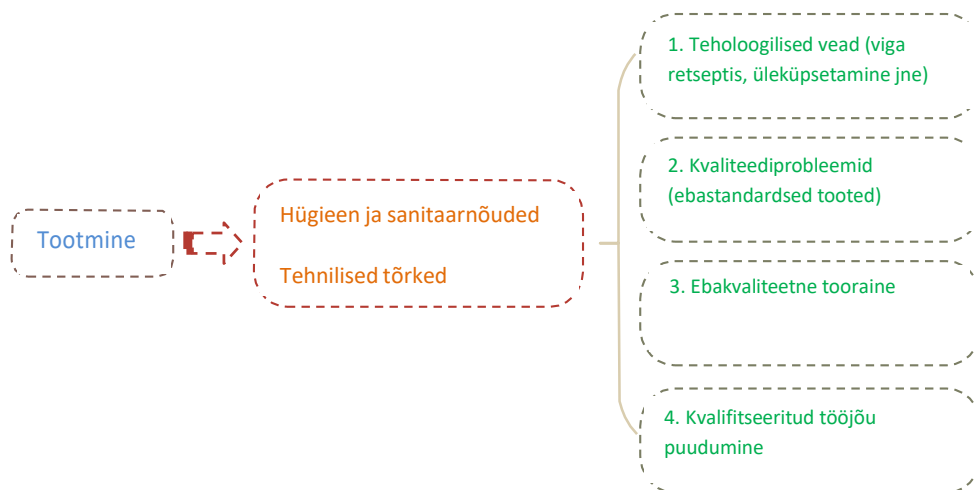 1. Teholoogilised vead (viga
retseptis, üleküpsetamine jne)
2. Kvaliteediprobleemid
(ebastandardsed tooted)
Hügieen ja sanitaarnõuded
Tootmine
Tehnilised tõrked
3. Ebakvaliteetne tooraine
4. Kvalifitseeritud tööjõu
puudumine